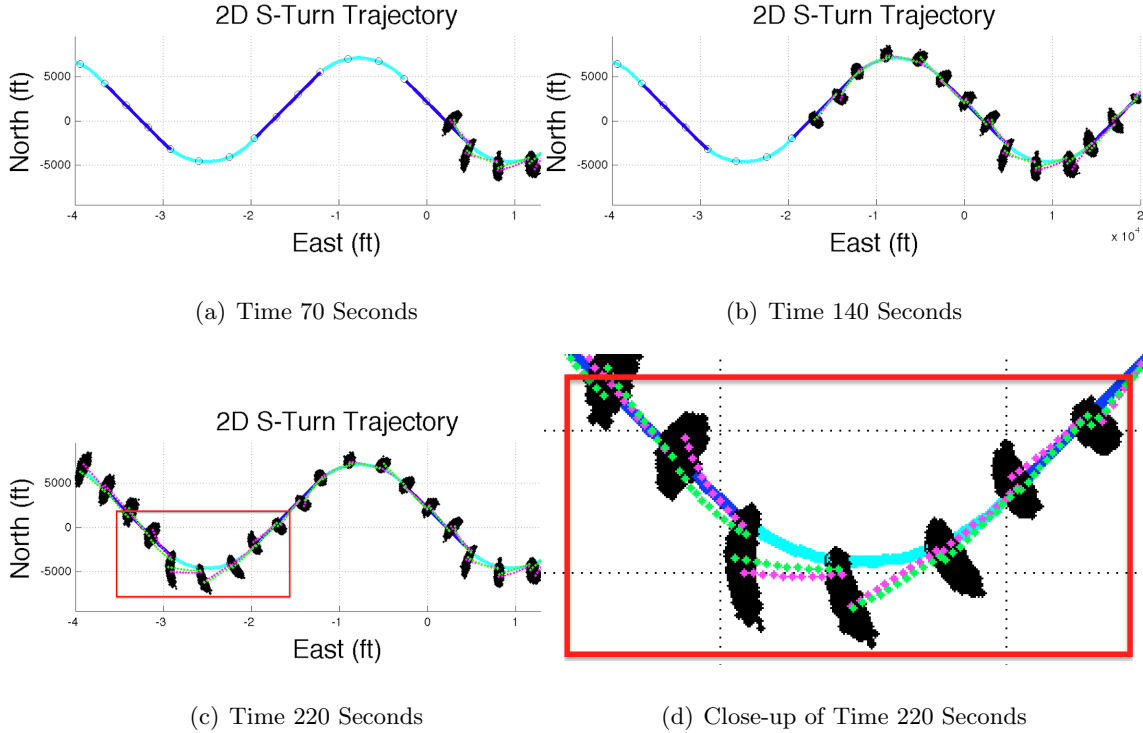 2D S-Turn Trajectory
5000
0
-5000
North (ft)
-4 -3 -2 -1 0 1
East (ft)
(a) Time 70 Seconds
2D S-Turn Trajectory
5000
0
-5000
North (ft)
-4 -3 -2 -1 0 1 2
x 10⁴
East (ft)
(b) Time 140 Seconds
2D S-Turn Trajectory
5000
0
-5000
North (ft)
-4 -3 -2 -1 0 1
East (ft)
(c) Time 220 Seconds
(d) Close-up of Time 220 Seconds